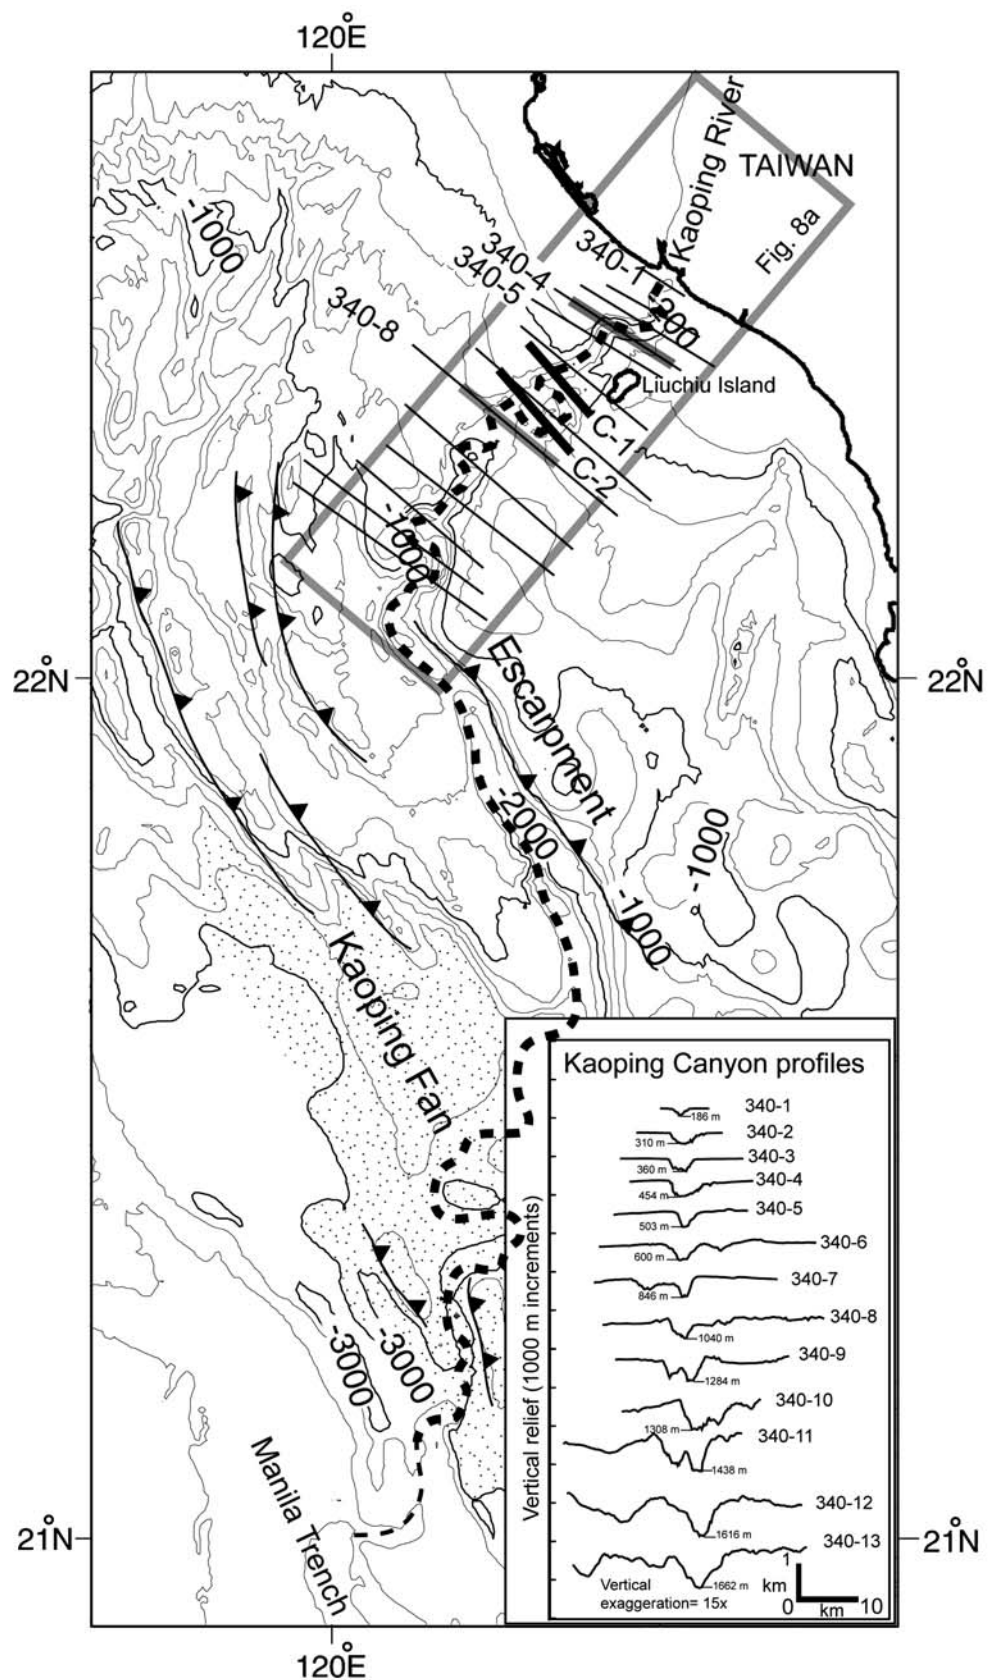 120°E
TAIWAN
Kaoping River
Fig. 8a
-1000
340-1
340-4
340-5
340-8
-200
Liuchiu Island
C-1
C-2
-1000
22°N
22°N
Escarpment
-2000
-1000
-1000
Kaoping Fan
-3000
-3000
Manila Trench
21°N
21°N
120°E
Kaoping Canyon profiles
Vertical relief (1000 m increments)
186 m
340-1
310 m
340-2
360 m
340-3
454 m
340-4
503 m
340-5
600 m
340-6
846 m
340-7
1040 m
340-8
1284 m
340-9
1308 m
340-10
1438 m
340-11
1616 m
340-12
1662 m
340-13
Vertical
exaggeration= 15x
1
km
0 km 10